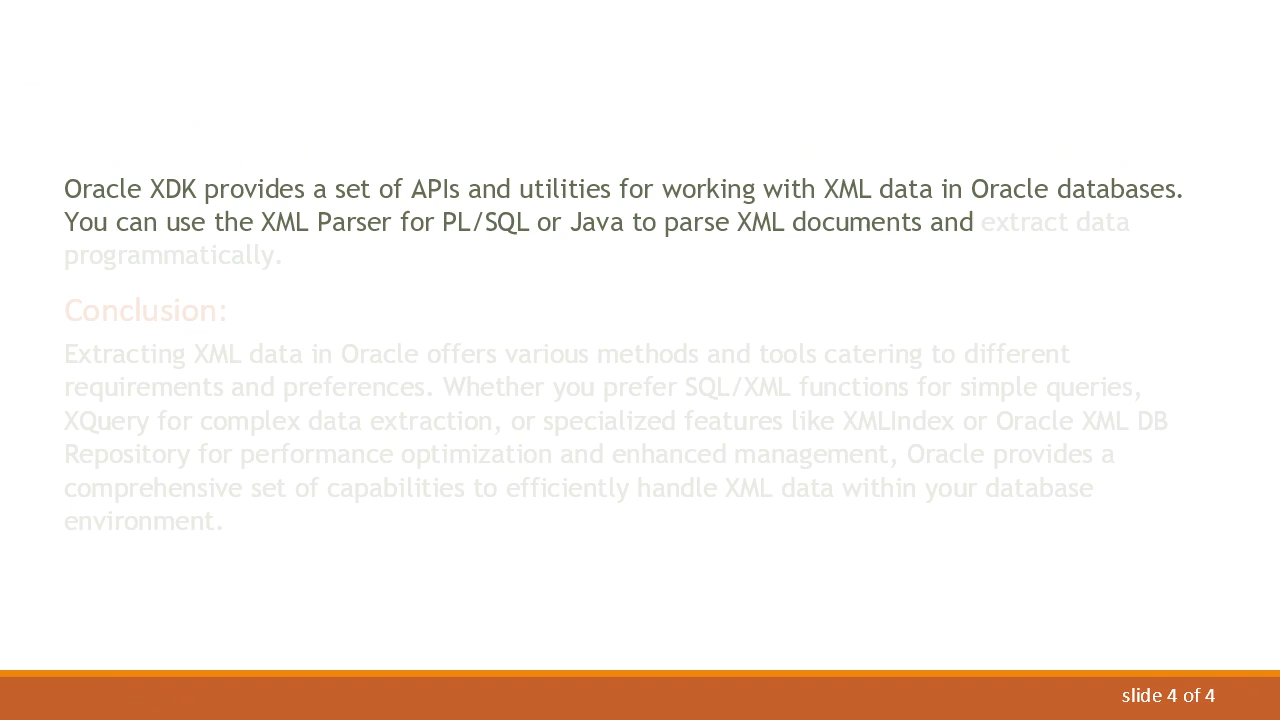 Oracle XDK provides a set of APIs and utilities for working with XML data in Oracle databases.
You can use the XML Parser for PL/SQL or Java to parse XML documents and extract data
programmatically.
Conclusion:
Extracting XML data in Oracle offers various methods and tools catering to different
requirements and preferences. Whether you prefer SQL/XML functions for simple queries,
XQuery for complex data extraction, or specialized features like XMLIndex or Oracle XML DB
Repository for performance optimization and enhanced management, Oracle provides a
comprehensive set of capabilities to efficiently handle XML data within your database
environment.
slide 4 of 4